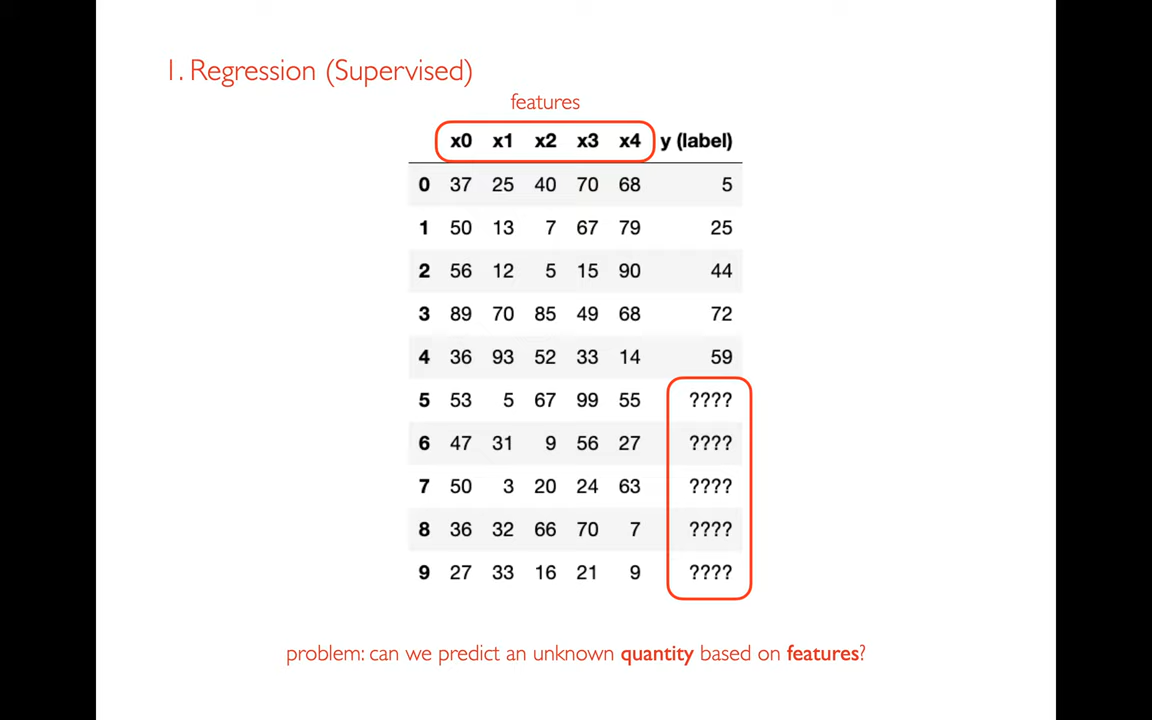 1. Regression (Supervised)
features
x0 x1 x2 x3 x4 y (label)
0 37 25 40 70 68 5
1 50 13 7 67 79 25
2 56 12 5 15 90 44
3 89 70 85 49 68 72
4 36 93 52 33 14 59
5 53 5 67 99 55 ????
6 47 31 9 56 27 ????
7 50 3 20 24 63 ????
8 36 32 66 70 7 ????
9 27 33 16 21 9 ????
problem: can we predict an unknown quantity based on features?